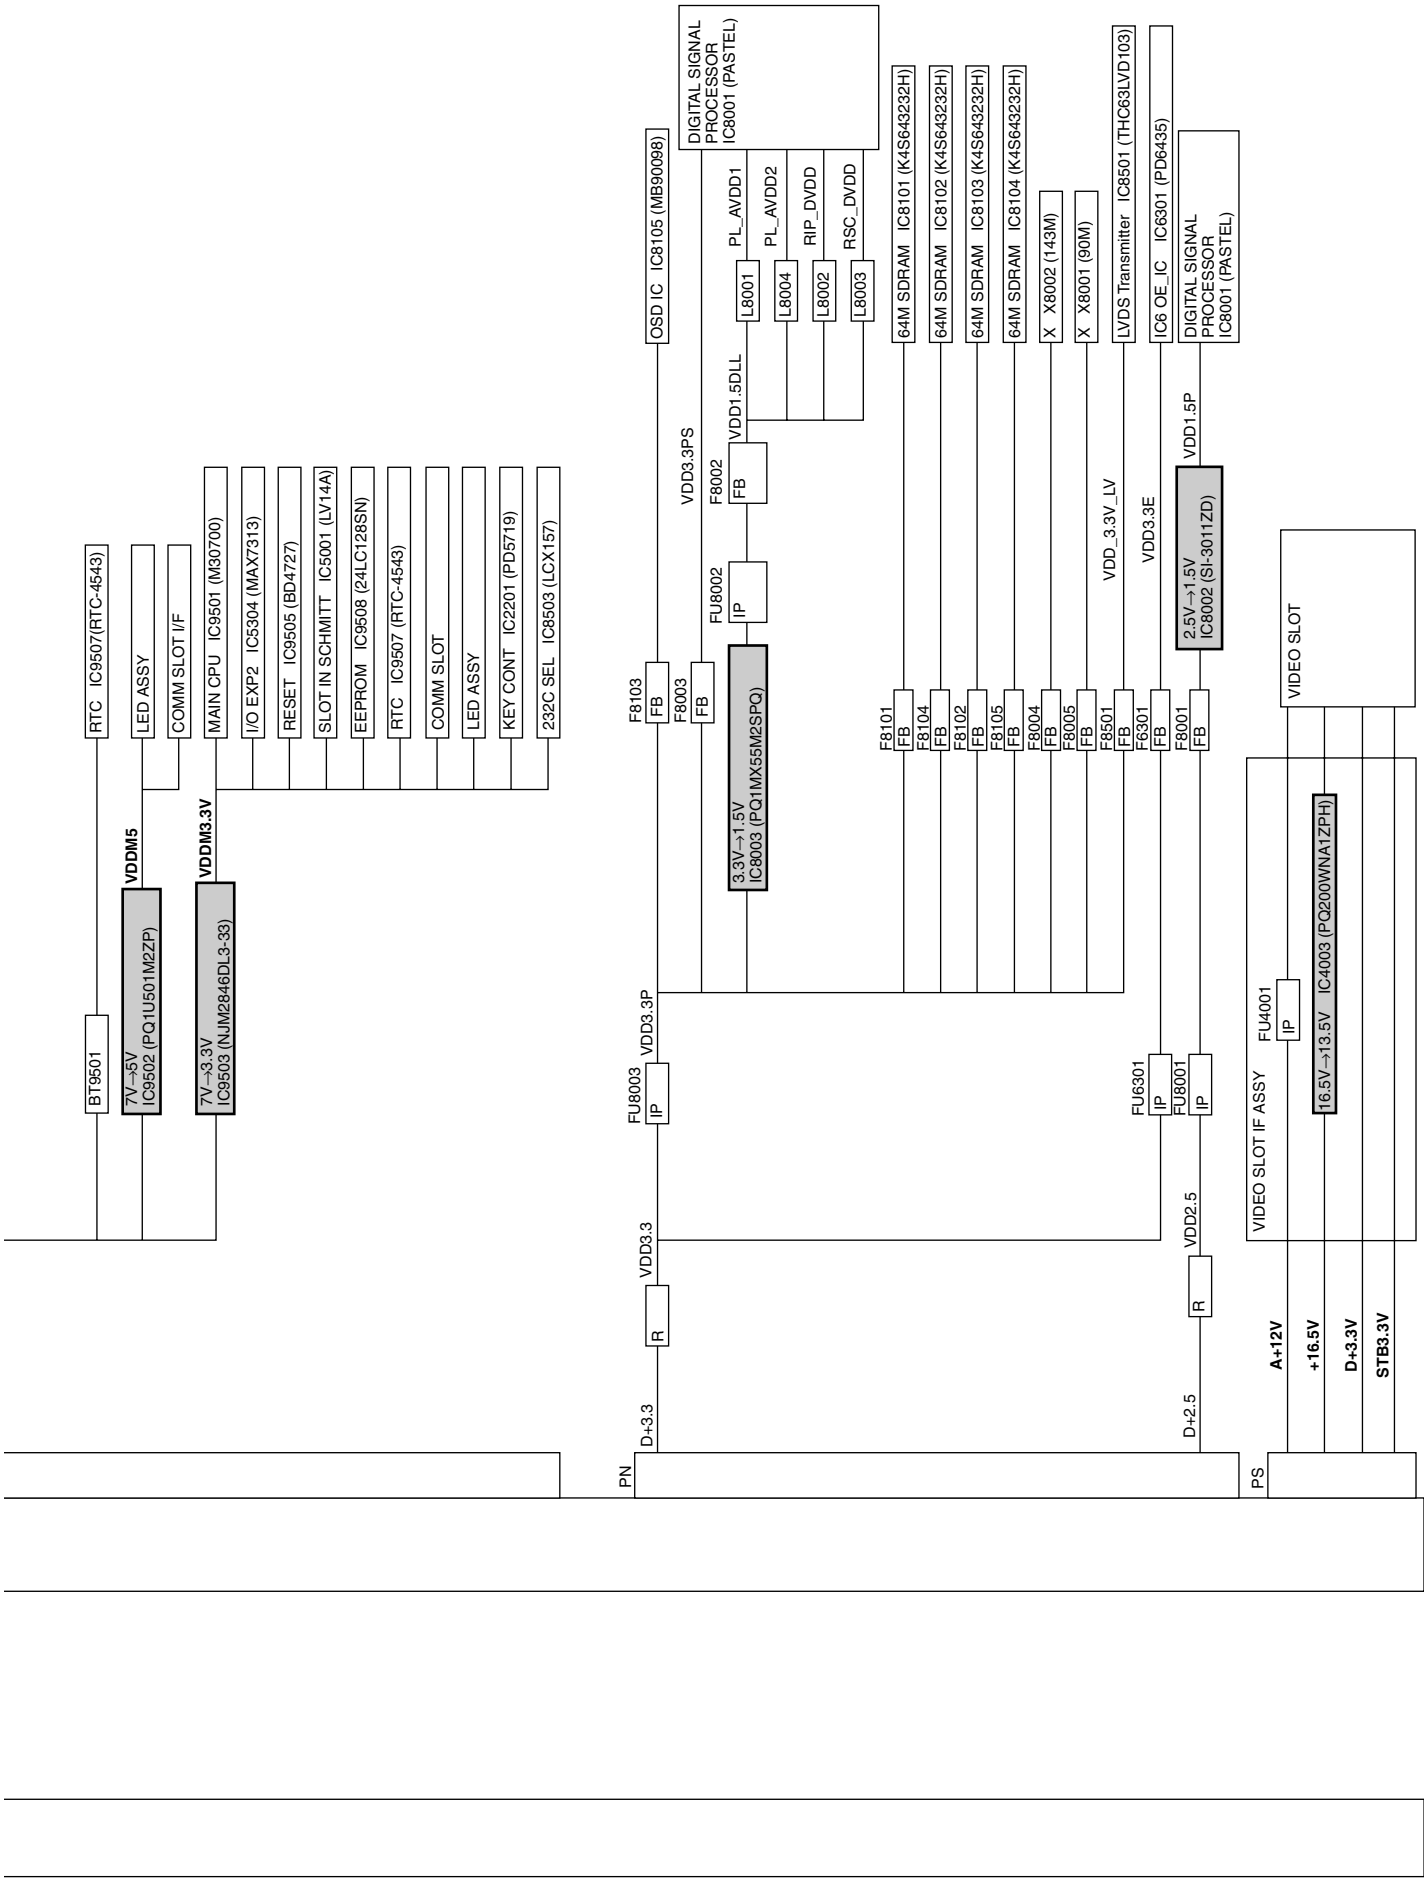 RTC IC9507(RTC-4543)
BT9501
LED ASSY
COMM SLOT I/F
VDDM5
7V→5V
IC9502 (PQ1U501M2ZP)
MAIN CPU IC9501 (M30700)
I/O EXP2 IC5304 (MAX7313)
RESET IC9505 (BD4727)
SLOT IN SCHMITT IC5001 (LV14A)
EEPROM IC9508 (24LC128SN)
RTC IC9507 (RTC-4543)
COMM SLOT
LED ASSY
KEY CONT IC2201 (PD5719)
232C SEL IC8503 (LCX157)
VDDM3.3V
7V→3.3V
IC9503 (NJM2846DL3-33)
PN
D+3.3
R
VDD3.3
FU8003
IP
VDD3.3P
F8103
FB
OSD IC IC8105 (MB90098)
F8003
FB
VDD3.3PS
DIGITAL SIGNAL
PROCESSOR
IC8001 (PASTEL)
3.3V→1.5V
IC8003 (PQ1MX55M2SPQ)
FU8002
IP
F8002
FB
VDD1.5DLL
L8001
PL_AVDD1
L8004
PL_AVDD2
L8002
RIP_DVDD
L8003
RSC_DVDD
F8101
FB
64M SDRAM IC8101 (K4S643232H)
F8104
FB
64M SDRAM IC8102 (K4S643232H)
F8102
FB
64M SDRAM IC8103 (K4S643232H)
F8105
FB
64M SDRAM IC8104 (K4S643232H)
F8004
FB
X X8002 (143M)
F8005
FB
X X8001 (90M)
F8501
FB
VDD_3.3V_LV
LVDS Transmitter IC8501 (THC63LVD103)
FU6301
IP
F6301
FB
VDD3.3E
IC6 OE_IC IC6301 (PD6435)
D+2.5
R
VDD2.5
FU8001
IP
F8001
FB
2.5V→1.5V
IC8002 (SI-3011ZD)
VDD1.5P
DIGITAL SIGNAL
PROCESSOR
IC8001 (PASTEL)
PS
A+12V
+16.5V
D+3.3V
STB3.3V
VIDEO SLOT IF ASSY
FU4001
IP
16.5V→13.5V IC4003 (PQ200WNA1ZPH)
VIDEO SLOT